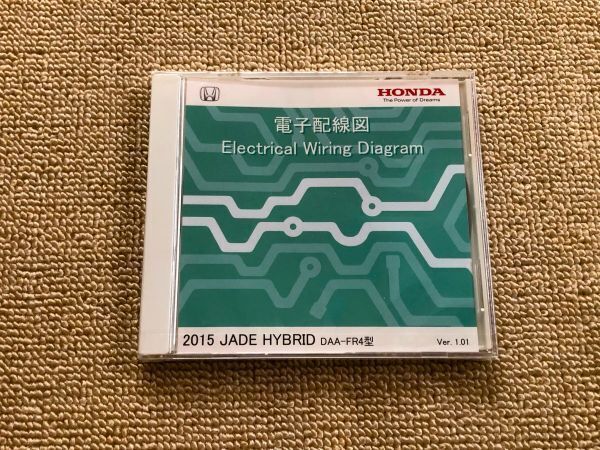 HONDA
The Power of Dreams
電子配線図
Electrical Wiring Diagram
2015 JADE HYBRID DAA-FR4型 Ver. 1.01